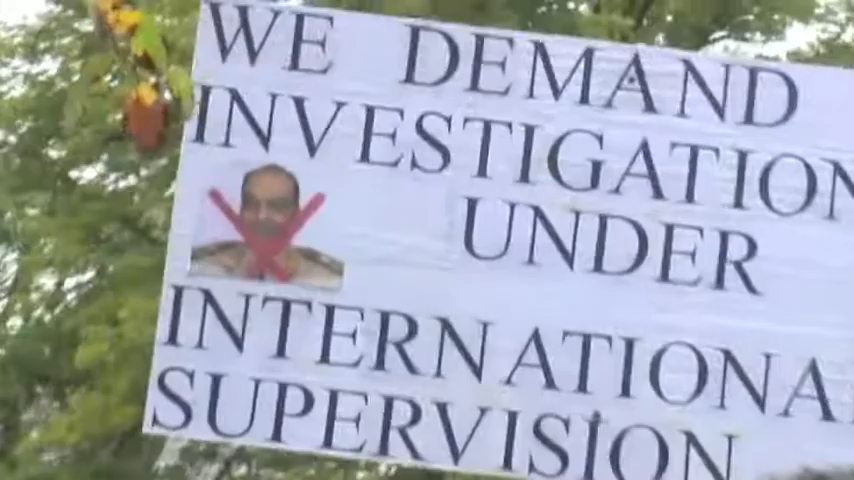 WE DEMAND
INVESTIGATION
UNDER
INTERNATIONA
SUPERVISION